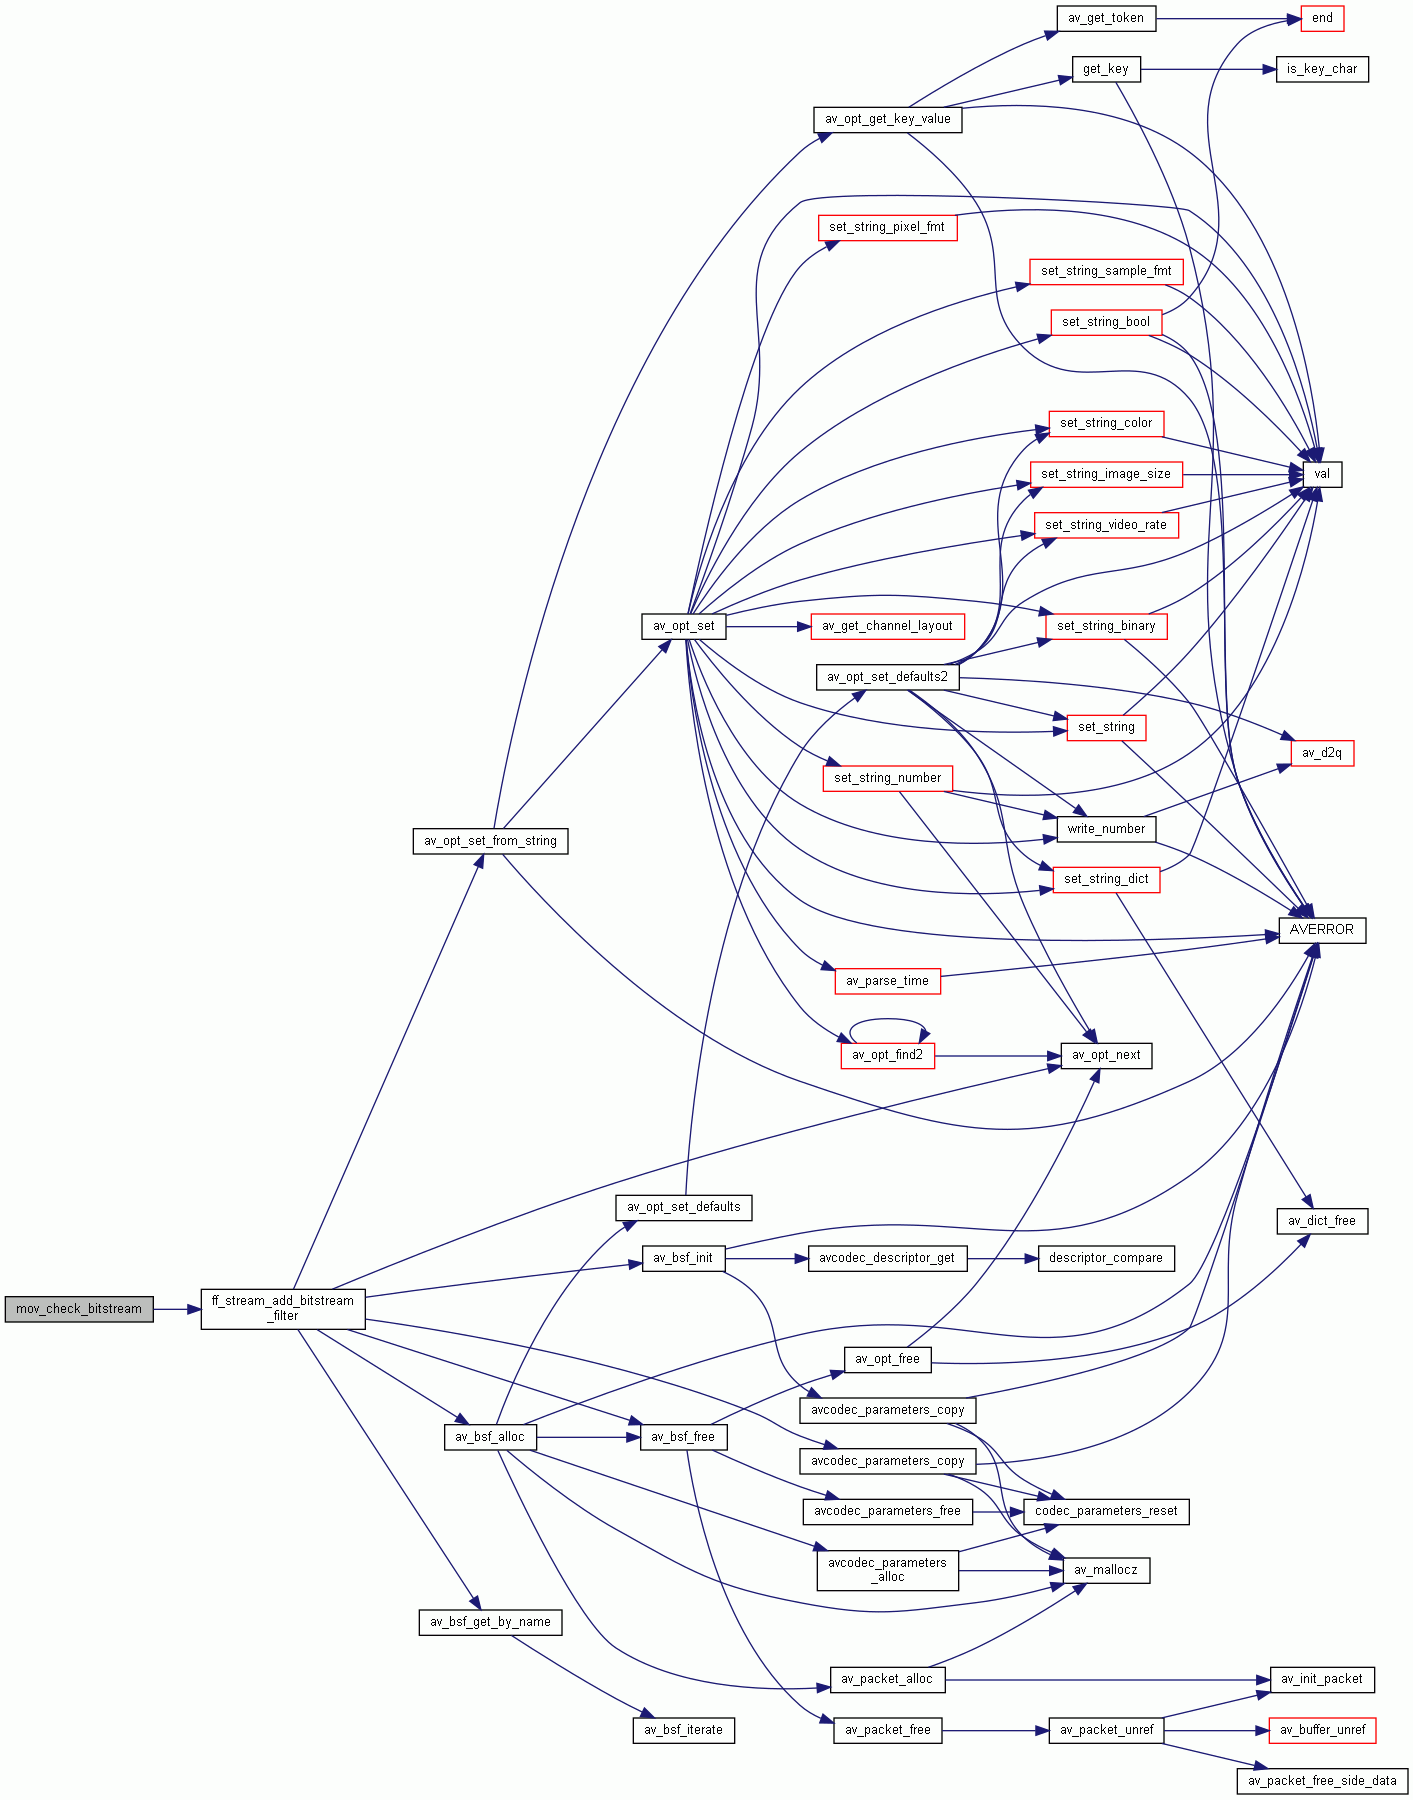 av_get_token
end
get_key
is_key_char
av_opt_get_key_value
set_string_pixel_fmt
set_string_sample_fmt
set_string_bool
set_string_color
set_string_image_size
val
set_string_video_rate
av_opt_set
av_get_channel_layout
set_string_binary
av_opt_set_defaults2
set_string
av_d2q
set_string_number
write_number
av_opt_set_from_string
set_string_dict
AVERROR
av_parse_time
av_opt_find2
av_opt_next
av_opt_set_defaults
av_dict_free
av_bsf_init
avcodec_descriptor_get
descriptor_compare
mov_check_bitstream
ff_stream_add_bitstream
_filter
av_opt_free
avcodec_parameters_copy
av_bsf_alloc
av_bsf_free
avcodec_parameters_copy
avcodec_parameters_free
codec_parameters_reset
avcodec_parameters
_alloc
av_mallocz
av_bsf_get_by_name
av_packet_alloc
av_init_packet
av_bsf_iterate
av_packet_free
av_packet_unref
av_buffer_unref
av_packet_free_side_data